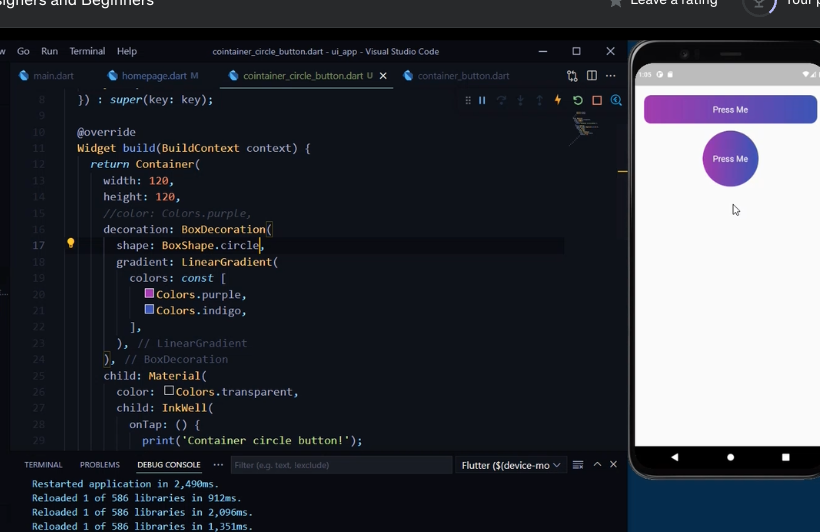 signers and Beginners
Leave a rating
Your p
w Go Run Terminal Help
cointainer_circle_button.dart - ui_app - Visual Studio Code
main.dart
homepage.dart M
cointainer_circle_button.dart U
container_button.dart
8 }) : super(key: key);
9
10 @override
11 Widget build(BuildContext context) {
12 return Container(
13 width: 120,
14 height: 120,
15 //color: Colors.purple,
16 decoration: BoxDecoration(
17 shape: BoxShape.circle,
18 gradient: LinearGradient(
19 colors: const [
20 Colors.purple,
21 Colors.indigo,
22 ],
23 ), // LinearGradient
24 ), // BoxDecoration
25 child: Material(
26 color: Colors.transparent,
27 child: InkWell(
28 onTap: () {
29 print('Container circle button!');
TERMINAL PROBLEMS DEBUG CONSOLE ··· Filter (e.g. text, !exclude) Flutter ($(device-mo
Restarted application in 2,490ms.
Reloaded 1 of 586 libraries in 912ms.
Reloaded 1 of 586 libraries in 2,096ms.
Reloaded 1 of 586 libraries in 1,351ms.
Press Me
Press Me